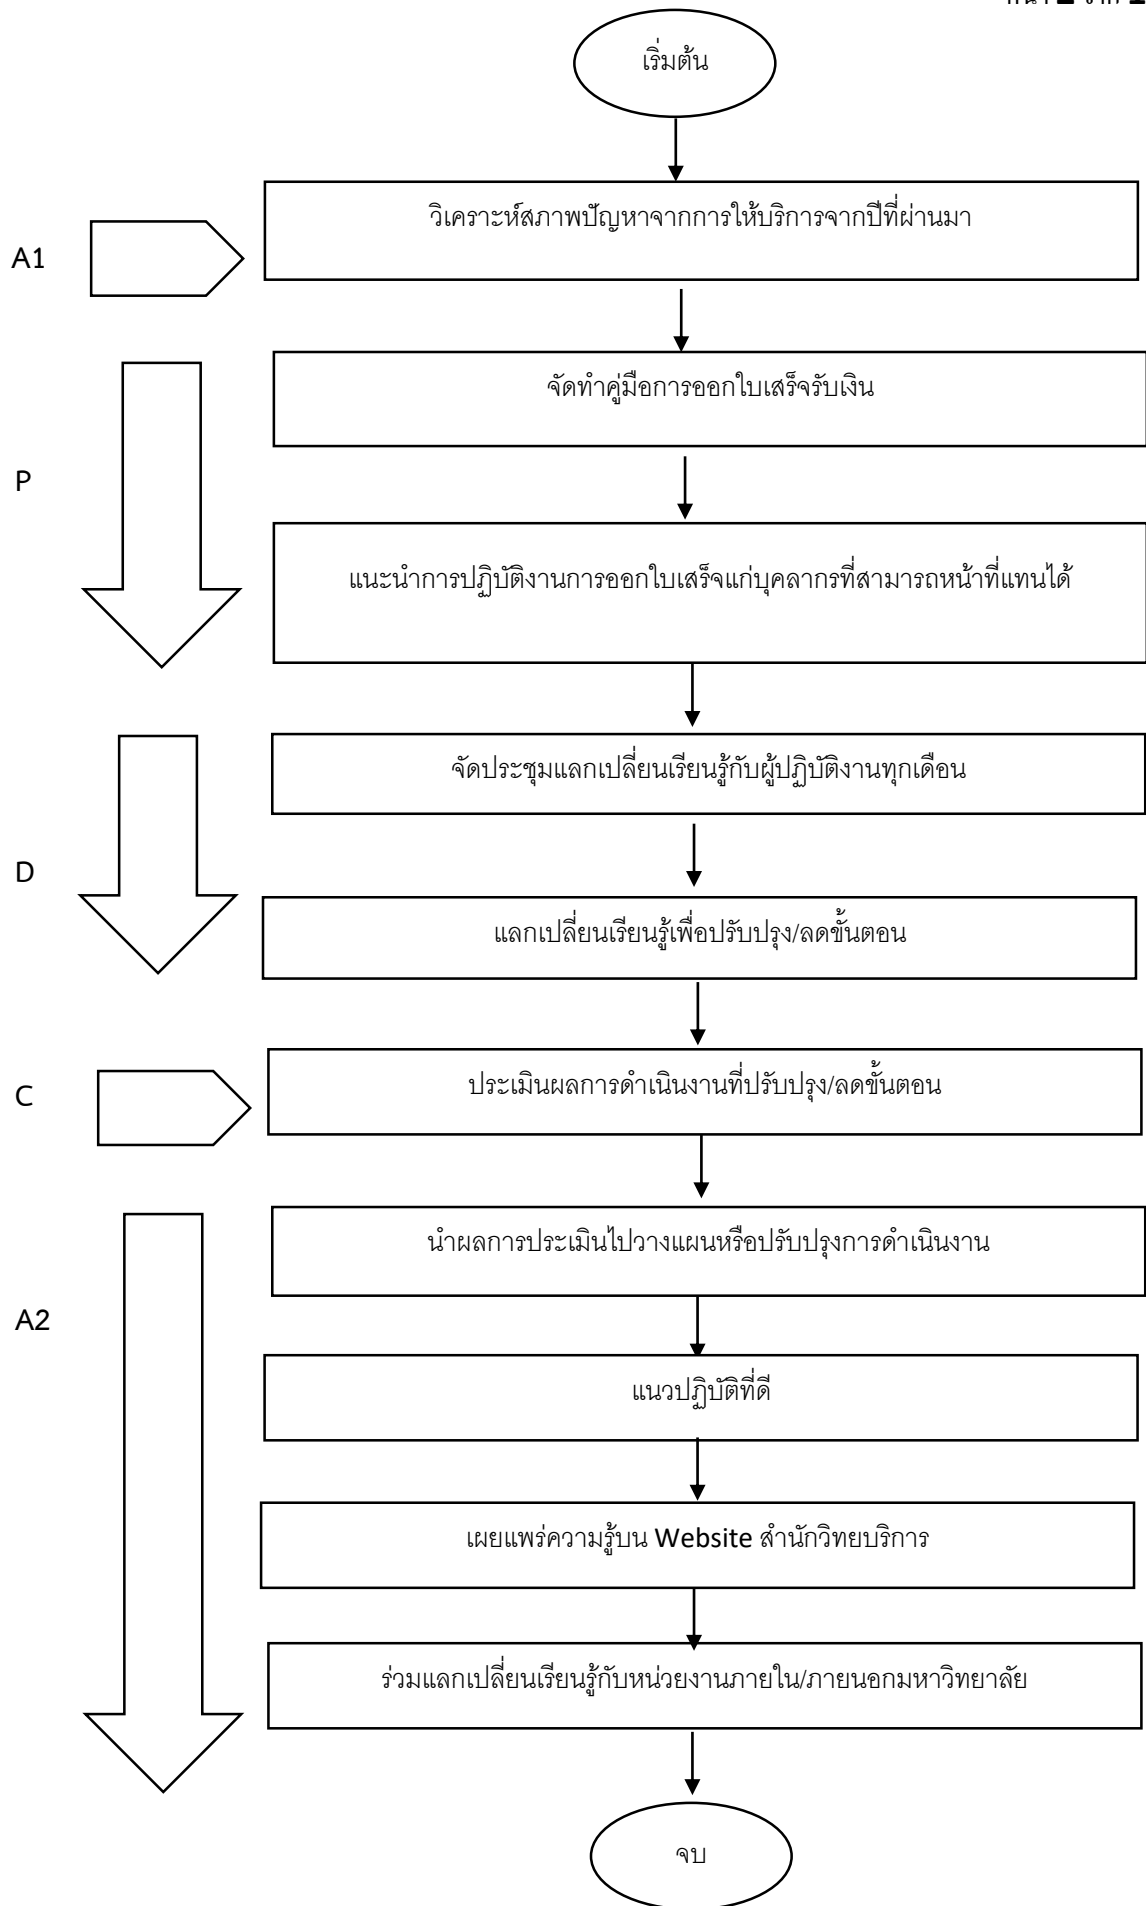 เริ่มต้น
วิเคราะห์สภาพปัญหาจากการให้บริการจากปีที่ผ่านมา
A1
จัดทำคู่มือการออกใบเสร็จรับเงิน
P
แนะนำการปฏิบัติงานการออกใบเสร็จแก่บุคลากรที่สามารถหน้าที่แทนได้
จัดประชุมแลกเปลี่ยนเรียนรู้กับผู้ปฏิบัติงานทุกเดือน
D
แลกเปลี่ยนเรียนรู้เพื่อปรับปรุง/ลดขั้นตอน
C
ประเมินผลการดำเนินงานที่ปรับปรุง/ลดขั้นตอน
นำผลการประเมินไปวางแผนหรือปรับปรุงการดำเนินงาน
A2
แนวปฏิบัติที่ดี
เผยแพร่ความรู้บน Website สำนักวิทยบริการ
ร่วมแลกเปลี่ยนเรียนรู้กับหน่วยงานภายใน/ภายนอกมหาวิทยาลัย
จบ